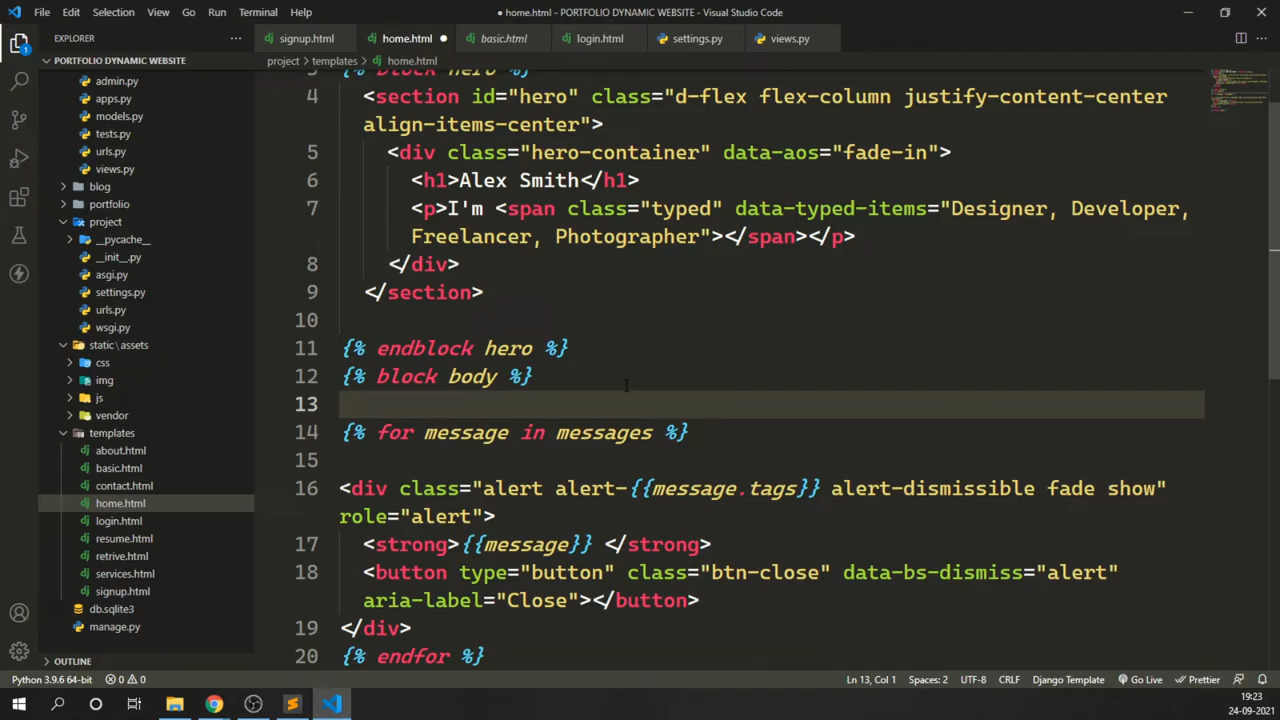 File Edit Selection View Go Run Terminal Help
● home.html - PORTFOLIO DYNAMIC WEBSITE - Visual Studio Code
EXPLORER ···
signup.html home.html ● basic.html login.html settings.py views.py
PORTFOLIO DYNAMIC WEBSITE
project > templates > home.html
admin.py
apps.py
models.py
tests.py
urls.py
views.py
blog
portfolio
project
__pycache__
__init__.py
asgi.py
settings.py
urls.py
wsgi.py
static\assets
css
img
js
vendor
templates
about.html
basic.html
contact.html
home.html
login.html
resume.html
retrive.html
services.html
signup.html
db.sqlite3
manage.py
OUTLINE
1
3 {% block hero %}
4 <section id="hero" class="d-flex flex-column justify-content-center
align-items-center">
5 <div class="hero-container" data-aos="fade-in">
6 <h1>Alex Smith</h1>
7 <p>I'm <span class="typed" data-typed-items="Designer, Developer,
Freelancer, Photographer"></span></p>
8 </div>
9 </section>
10
11 {% endblock hero %}
12 {% block body %}
13
14 {% for message in messages %}
15
16 <div class="alert alert-{{message.tags}} alert-dismissible fade show"
role="alert">
17 <strong>{{message}} </strong>
18 <button type="button" class="btn-close" data-bs-dismiss="alert"
aria-label="Close"></button>
19 </div>
20 {% endfor %}
Python 3.9.6 64-bit 0 0 Ln 13, Col 1 Spaces: 2 UTF-8 CRLF Django Template Go Live Prettier
19:23
24-09-2021